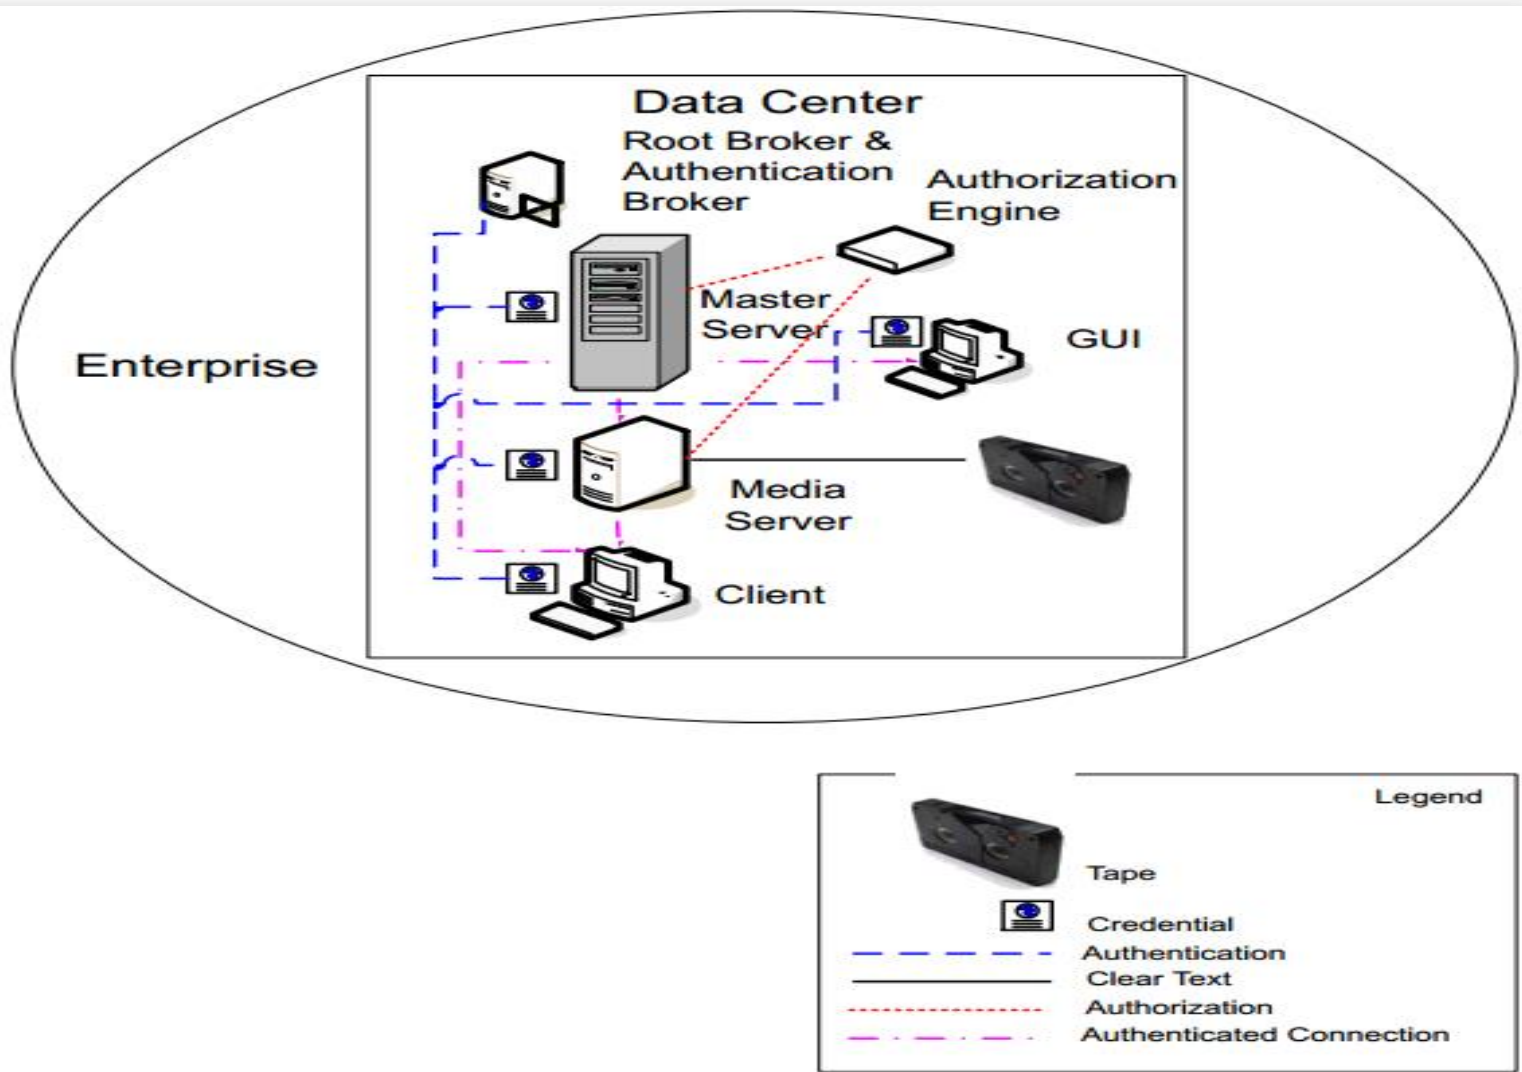 Data Center
Root Broker &
Authentication
Broker
Authorization
Engine
Master
Server
GUI
Enterprise
Media
Server
Client
Legend
Tape
Credential
Authentication
Clear Text
Authorization
Authenticated Connection